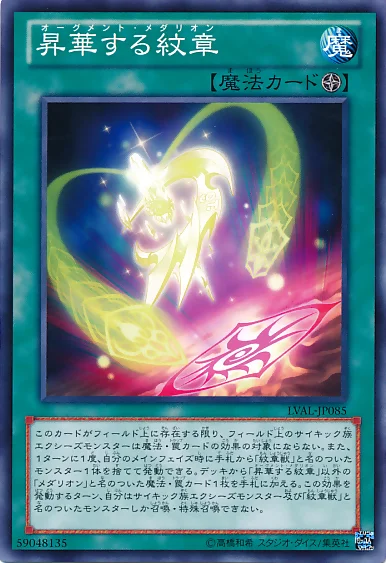 オーグメント・メダリオン
昇華する紋章
魔
まほう
【魔法カード】
LVAL-JP085
このカードがフィールド上に存在する限り、フィールド上のサイキック族
エクシーズモンスターは魔法・罠カードの効果の対象にならない。また、
1ターンに1度、自分のメインフェイズ時に手札から「紋章獣」と名のついた
モンスター1体を捨てて発動できる。デッキから「昇華する紋章」以外の
「メダリオン」と名のついた魔法・罠カード1枚を手札に加える。この効果を
発動するターン、自分はサイキック族エクシーズモンスター及び「紋章獣」と
名のついたモンスターしか召喚・特殊召喚できない。
59048135
©高橋和希 スタジオ・ダイス/集英社